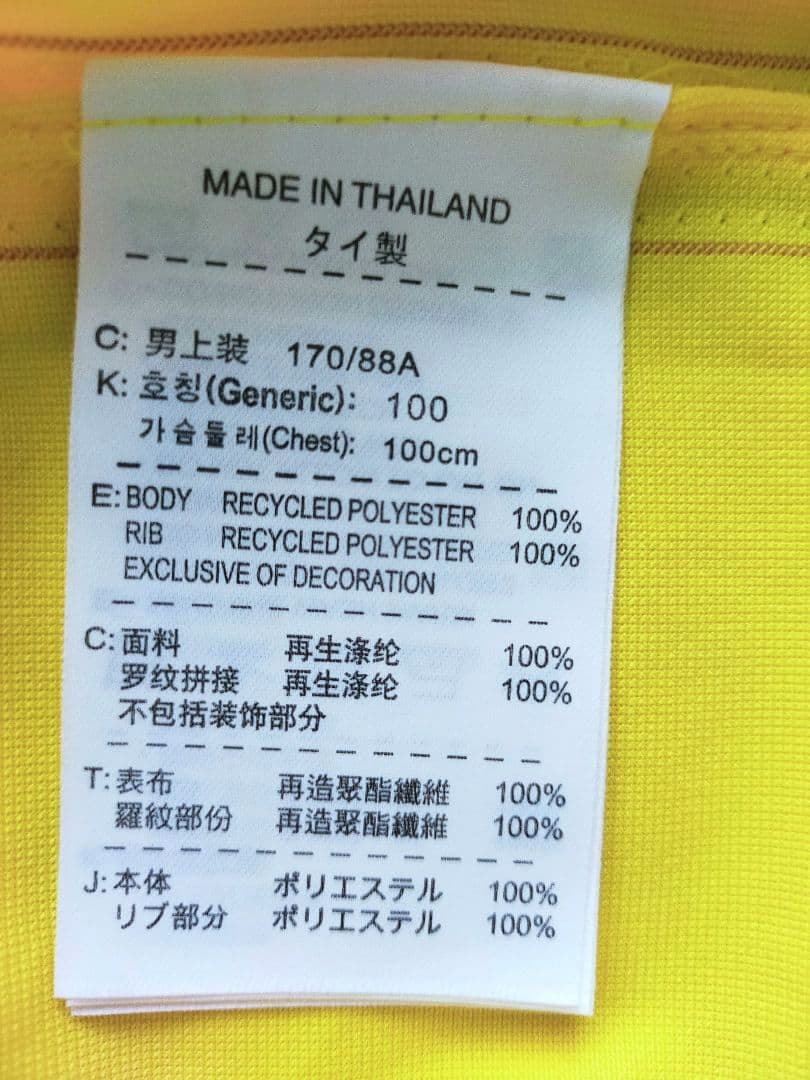 MADE IN THAILAND
タイ製
C: 男上装 170/88A
K: 호칭(Generic): 100
가슴둘레(Chest): 100cm
E: BODY RECYCLED POLYESTER 100%
RIB RECYCLED POLYESTER 100%
EXCLUSIVE OF DECORATION
C: 面料 再生涤纶 100%
罗纹拼接 再生涤纶 100%
不包括装饰部分
T: 表布 再造聚酯纖維 100%
羅紋部份 再造聚酯纖維 100%
J: 本体 ポリエステル 100%
リブ部分 ポリエステル 100%